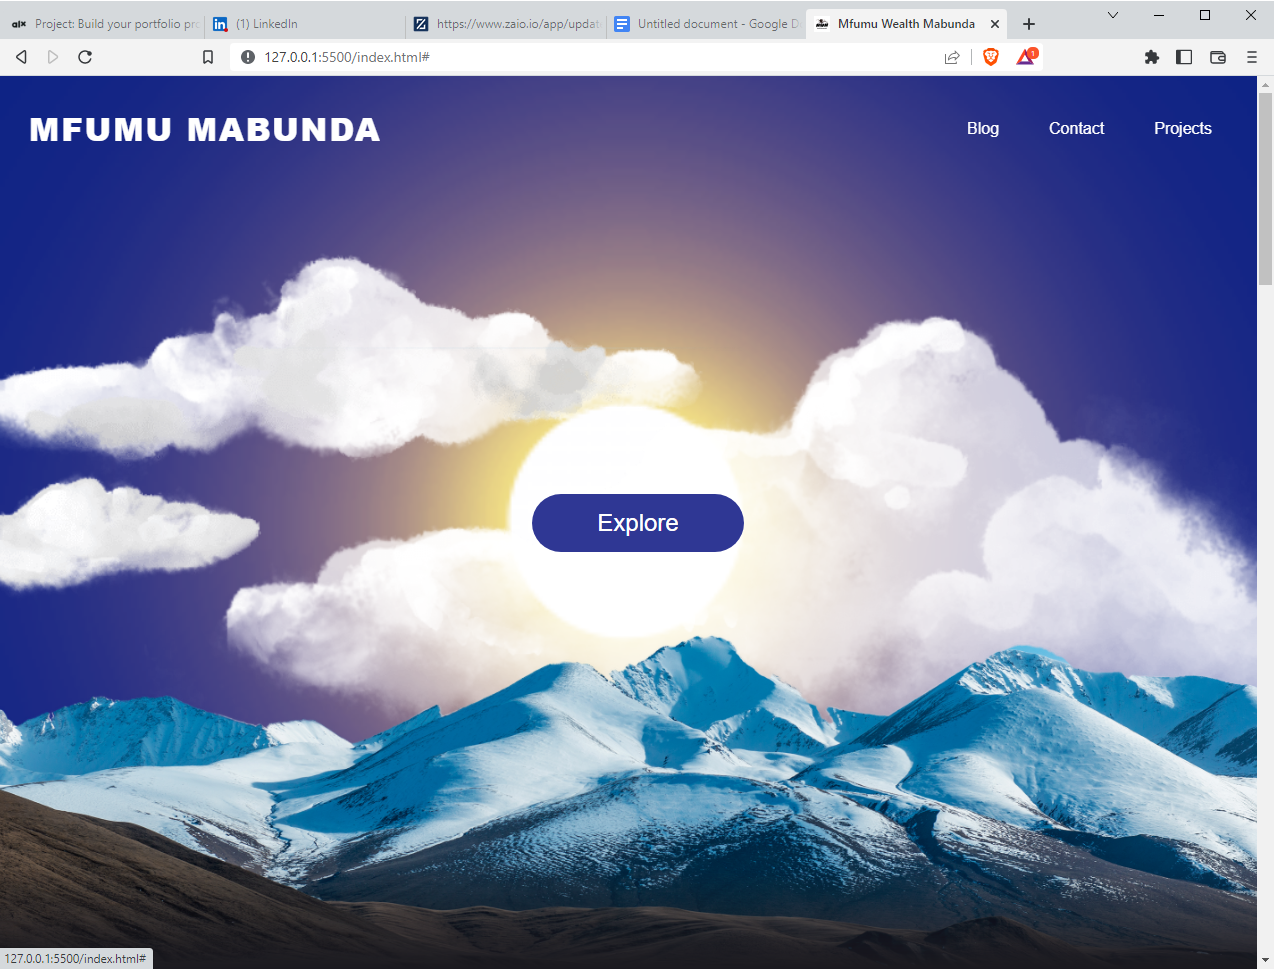 alx Project: Build your portfolio pro
in (1) LinkedIn
https://www.zaio.io/app/updat
Untitled document - Google D
Mfumu Wealth Mabunda
127.0.0.1:5500/index.html#
1
MFUMU MABUNDA
Blog
Contact
Projects
Explore
127.0.0.1:5500/index.html#